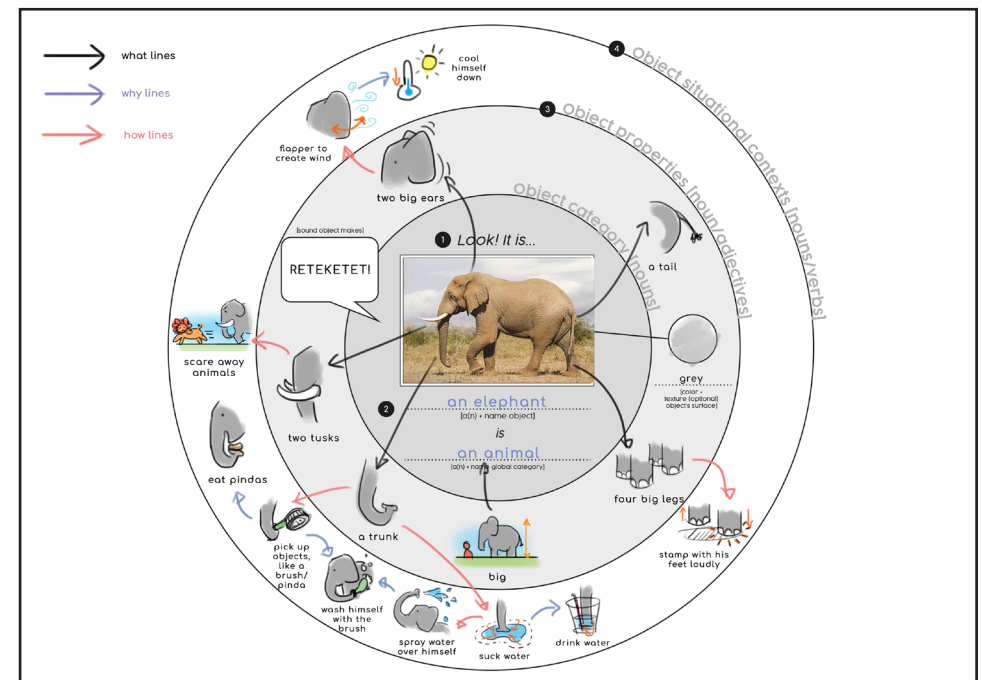 what lines
why lines
how lines
4 Object situational contexts [nouns/verbs]
3 Object properties [noun/adjectives]
Object category [nouns]
cool
himself
down
flapper to
create wind
two big ears
[sound object makes]
RETEKETET!
1 Look! It is...
a tail
grey
[color +
texture (optional)
object's surface]
scare away
animals
two tusks
2
an elephant
[a(n) + name object]
is
an animal
[a(n) + name global category]
eat pindas
a trunk
big
four big legs
stamp with his
feet loudly
pick up
objects,
like a
brush/
pinda
wash himself
with the
brush
spray water
over himself
suck water
drink water